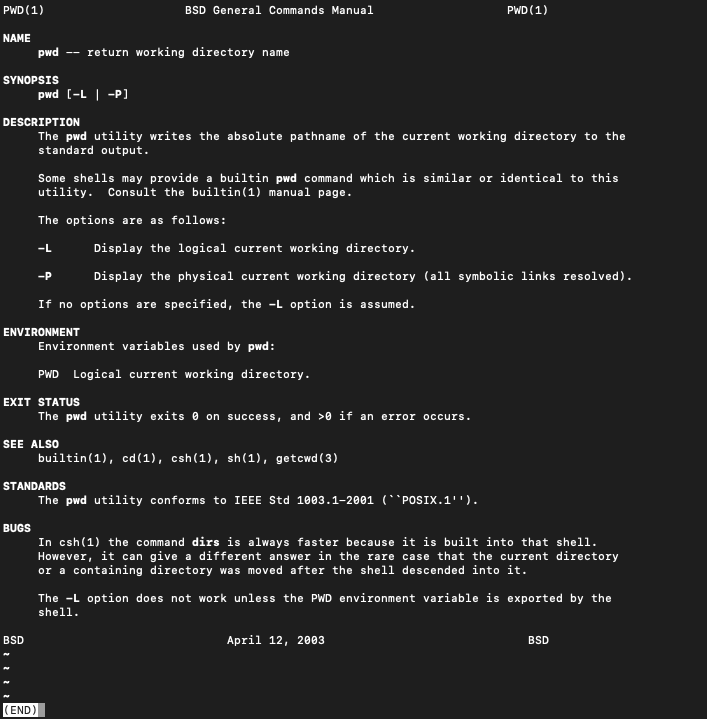 PWD(1)                    BSD General Commands Manual                   PWD(1)
NAME
     pwd -- return working directory name
SYNOPSIS
     pwd [-L | -P]
DESCRIPTION
     The pwd utility writes the absolute pathname of the current working directory to the
     standard output.
     Some shells may provide a builtin pwd command which is similar or identical to this
     utility.  Consult the builtin(1) manual page.
     The options are as follows:
     -L      Display the logical current working directory.
     -P      Display the physical current working directory (all symbolic links resolved).
     If no options are specified, the -L option is assumed.
ENVIRONMENT
     Environment variables used by pwd:
     PWD  Logical current working directory.
EXIT STATUS
     The pwd utility exits 0 on success, and >0 if an error occurs.
SEE ALSO
     builtin(1), cd(1), csh(1), sh(1), getcwd(3)
STANDARDS
     The pwd utility conforms to IEEE Std 1003.1-2001 (``POSIX.1'').
BUGS
     In csh(1) the command dirs is always faster because it is built into that shell.
     However, it can give a different answer in the rare case that the current directory
     or a containing directory was moved after the shell descended into it.
     The -L option does not work unless the PWD environment variable is exported by the
     shell.
BSD                             April 12, 2003                             BSD
~
~
~
~
(END)